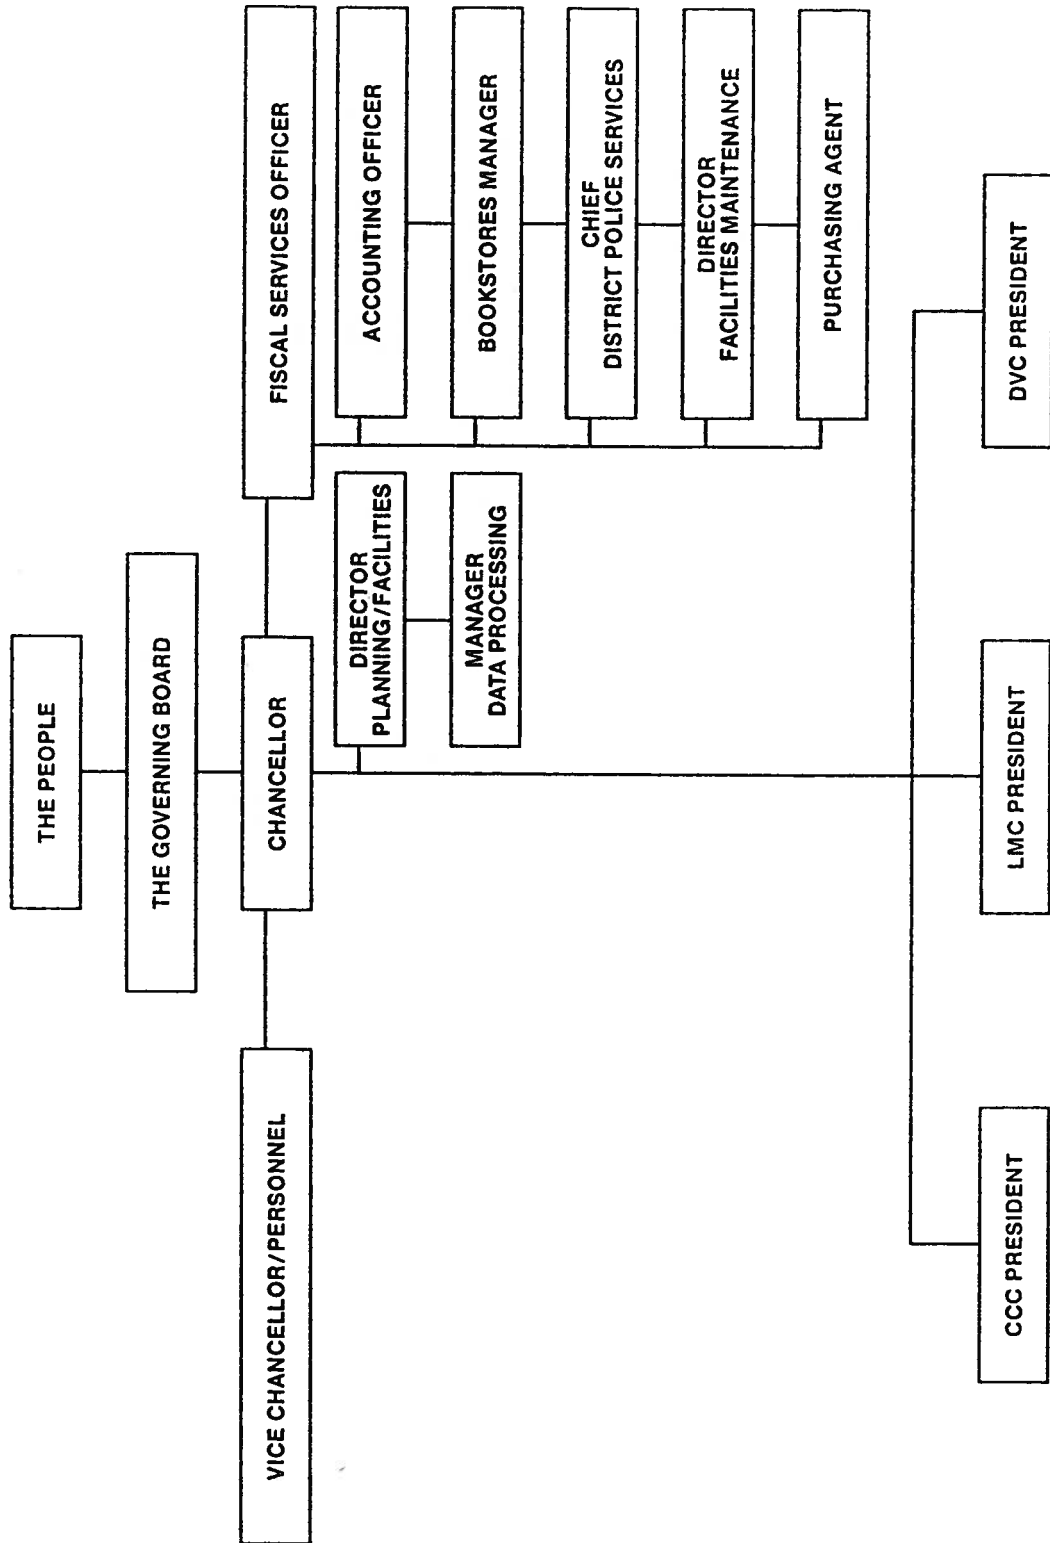 THE PEOPLE
THE GOVERNING BOARD
VICE CHANCELLOR/PERSONNEL
CHANCELLOR
FISCAL SERVICES OFFICER
DIRECTOR
PLANNING/FACILITIES
MANAGER
DATA PROCESSING
ACCOUNTING OFFICER
BOOKSTORES MANAGER
CHIEF
DISTRICT POLICE SERVICES
DIRECTOR
FACILITIES MAINTENANCE
PURCHASING AGENT
CCC PRESIDENT
LMC PRESIDENT
DVC PRESIDENT